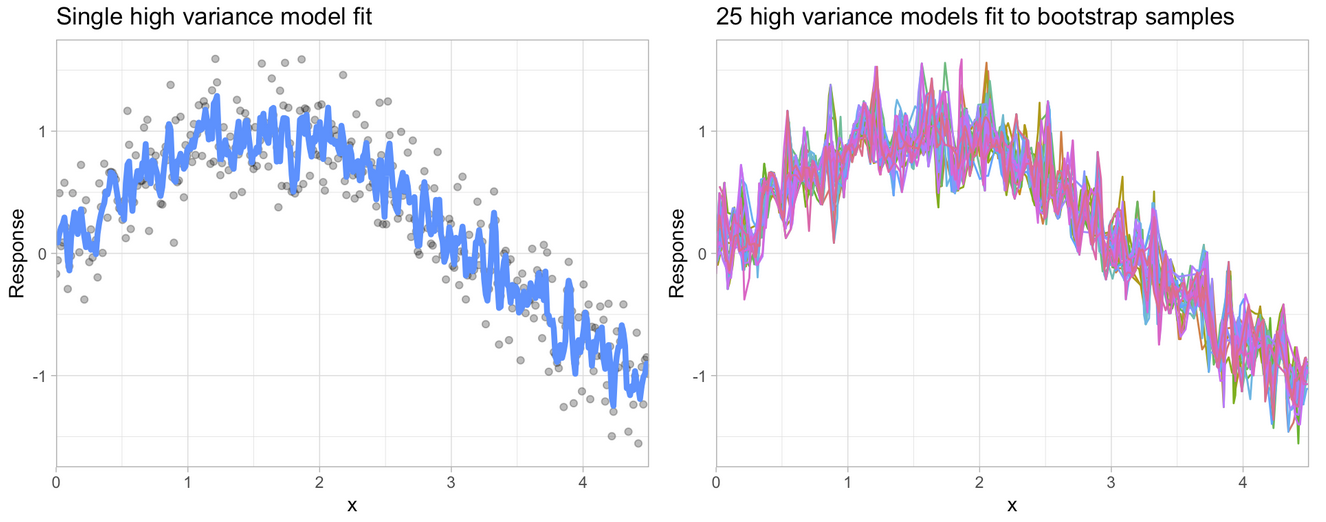 Single high variance model fit
Response
1
0
-1
0 1 2 3 4
x
25 high variance models fit to bootstrap samples
Response
1
0
-1
0 1 2 3 4
x